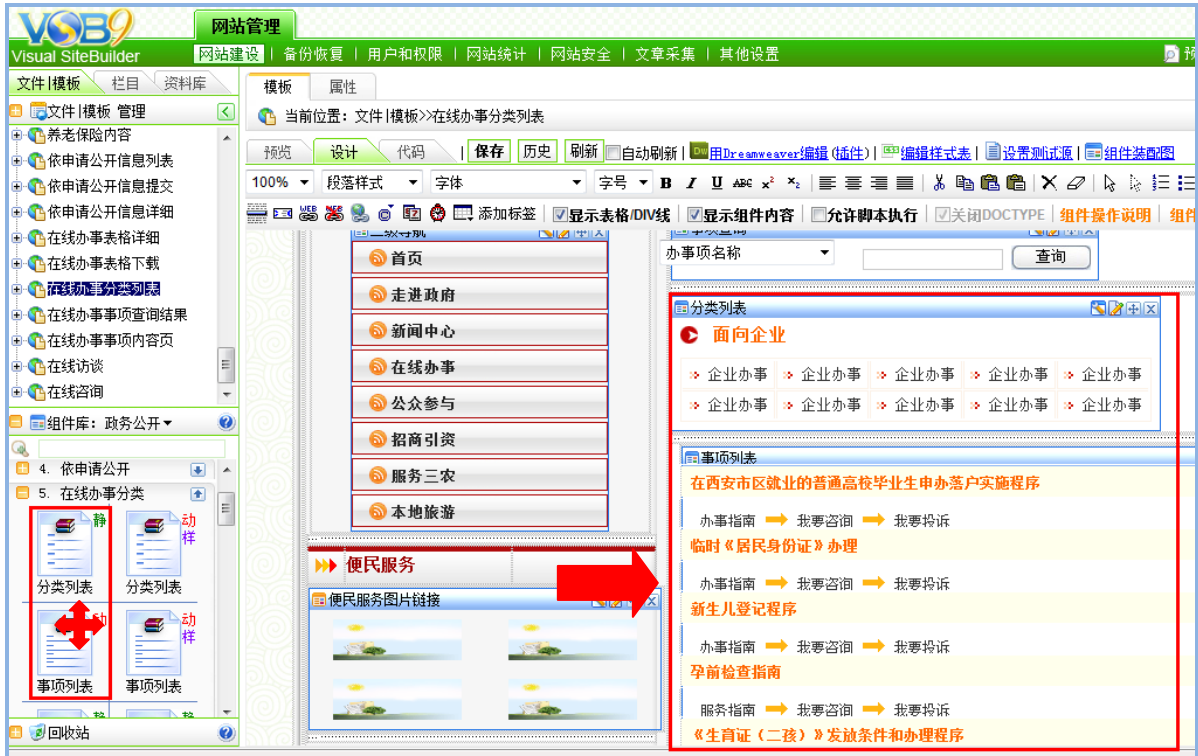 VSB9
Visual SiteBuilder
网站管理
网站建设 | 备份恢复 | 用户和权限 | 网站统计 | 网站安全 | 文章采集 | 其他设置
文件|模板 栏目 资料库
模板 属性
文件|模板 管理
当前位置: 文件|模板>>在线办事分类列表
养老保险内容
依申请公开信息列表
依申请公开信息提交
依申请公开信息详细
在线办事表格详细
在线办事表格下载
在线办事分类列表
在线办事事项查询结果
在线办事事项内容页
在线访谈
在线咨询
预览 设计 代码 | 保存 历史 刷新 自动刷新 | 用Dreamweaver编辑 (插件) | 编辑样式表 | 设置测试源 | 组件装配图
100% 段落样式 字体 字号 B I U ABC x² x₂
添加标签 显示表格/DIV线 显示组件内容 允许脚本执行 关闭DOCTYPE 组件操作说明
组件库: 政务公开
4. 依申请公开
5. 在线办事分类
静
动
样
分类列表 分类列表
动
样
事项列表 事项列表
回收站
二级导航
首页
走进政府
新闻中心
在线办事
公众参与
招商引资
服务三农
本地旅游
便民服务
便民服务图片链接
事项查询
办事项名称 查询
分类列表
面向企业
企业办事 企业办事 企业办事 企业办事 企业办事
企业办事 企业办事 企业办事 企业办事 企业办事
事项列表
在西安市区就业的普通高校毕业生申办落户实施程序
办事指南 我要咨询 我要投诉
临时《居民身份证》办理
办事指南 我要咨询 我要投诉
新生儿登记程序
办事指南 我要咨询 我要投诉
孕前检查指南
服务指南 我要咨询 我要投诉
《生育证（二孩）》发放条件和办理程序